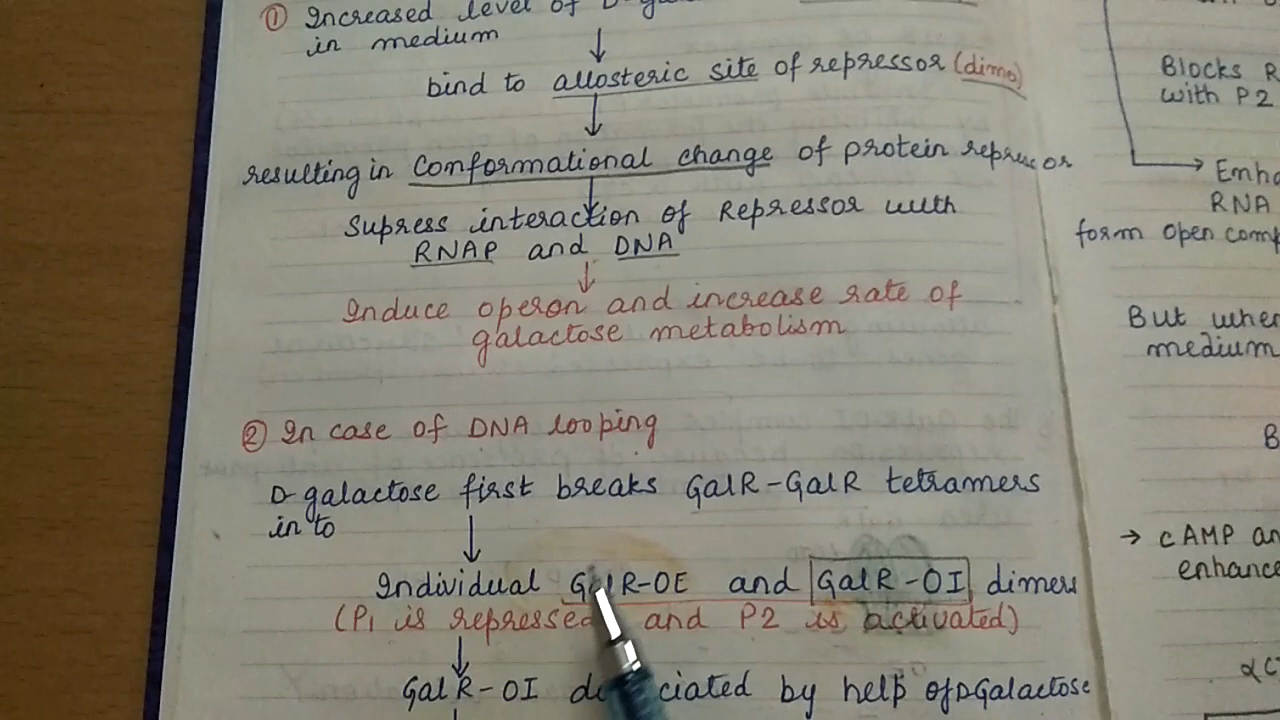 ① Increased level of D-
in medium
↓
bind to allosteric site of repressor (dimer)
↓
resulting in conformational change of protein repressor
↓
Supress interaction of Repressor with
RNAP and DNA
↓
Induce operon and increase rate of
galactose metabolism
② In case of DNA looping
D-galactose first breaks GalR-GalR tetramers
in to
↓
Individual GalR-OE and GalR-OI dimers
(P1 is repressed and P2 is activated)
↓
GalR-OI by help of D Galactose
Blocks R
with P2
→ Enha
RNA
form open comp
But when
medium
B
→ cAMP an
enhance
αC